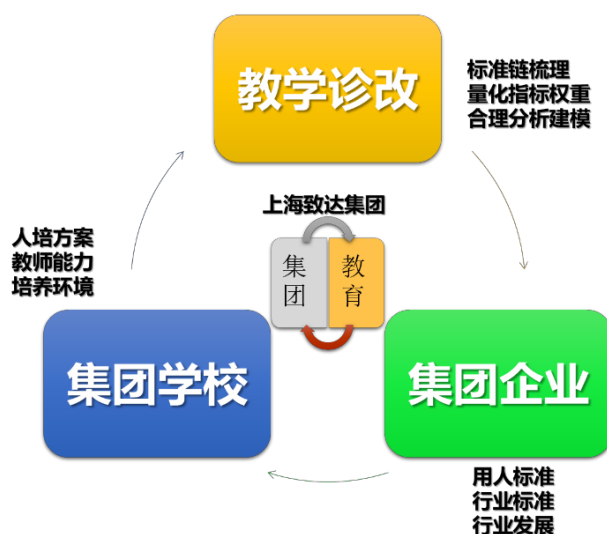 教学诊改
标准链梳理
量化指标权重
合理分析建模
上海致达集团
集团
教育
人培方案
教师能力
培养环境
集团学校
集团企业
用人标准
行业标准
行业发展